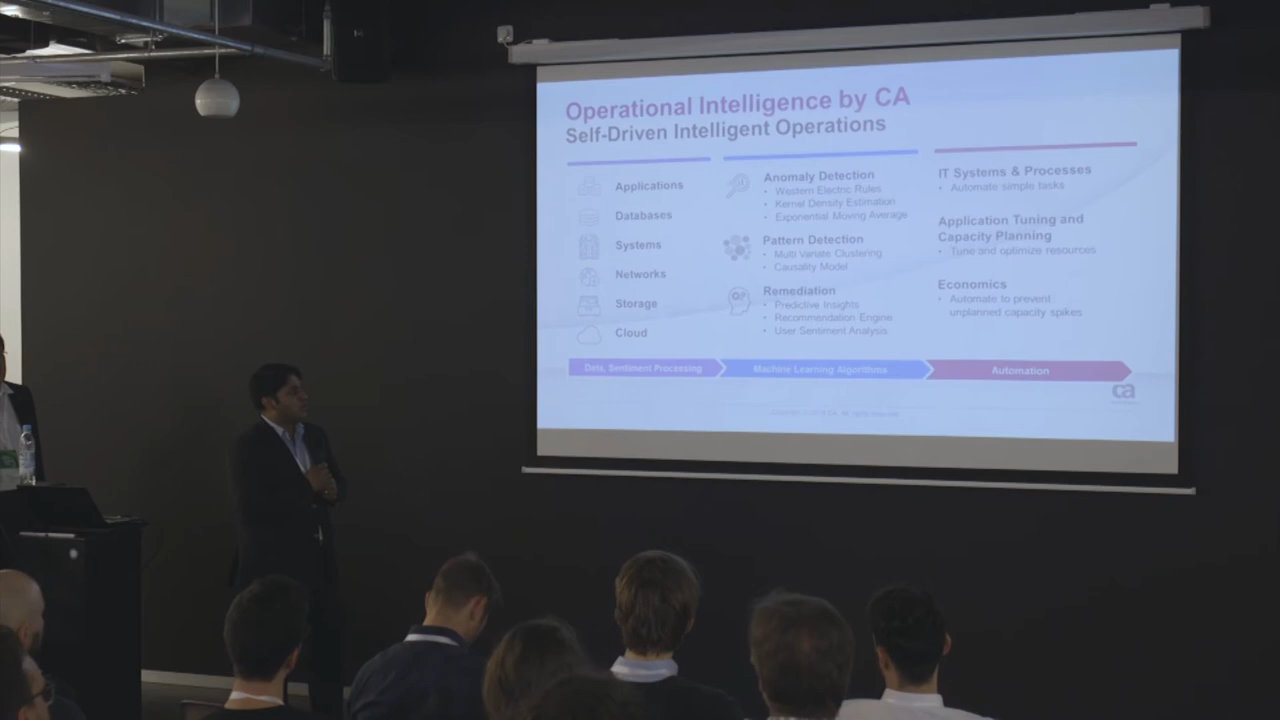 Operational Intelligence by CA
Self-Driven Intelligent Operations
Applications
Databases
Systems
Networks
Storage
Cloud
Anomaly Detection
• Western Electric Rules
• Kernel Density Estimation
• Exponential Moving Average
Pattern Detection
• Multi Variate Clustering
• Causality Model
Remediation
• Predictive Insights
• Recommendation Engine
• User Sentiment Analysis
IT Systems & Processes
• Automate simple tasks
Application Tuning and
Capacity Planning
• Tune and optimize resources
Economics
• Automate to prevent
unplanned capacity spikes
Data, Sentiment Processing
Machine Learning Algorithms
Automation
ca